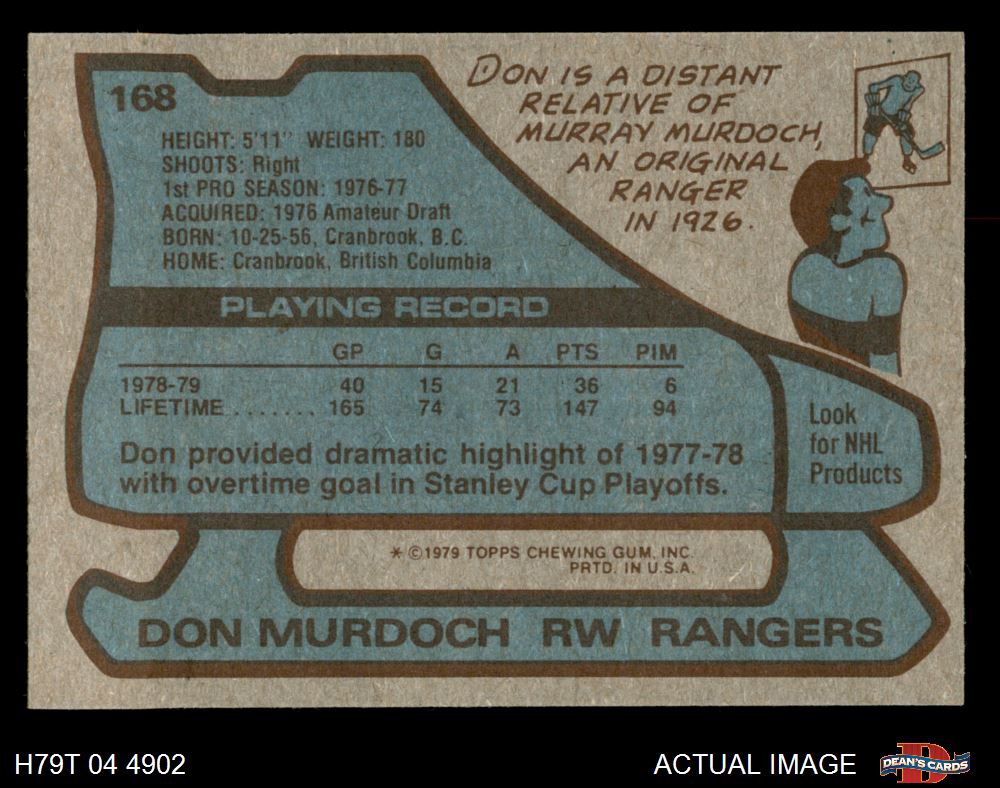 168
HEIGHT: 5'11" WEIGHT: 180
SHOOTS: Right
1st PRO SEASON: 1976-77
ACQUIRED: 1976 Amateur Draft
BORN: 10-25-56, Cranbrook, B.C.
HOME: Cranbrook, British Columbia
DON IS A DISTANT
RELATIVE OF
MURRAY MURDOCH,
AN ORIGINAL
RANGER
IN 1926.
PLAYING RECORD
GP G A PTS PIM
1978-79 40 15 21 36 6
LIFETIME........ 165 74 73 147 94
Don provided dramatic highlight of 1977-78
with overtime goal in Stanley Cup Playoffs.
Look
for NHL
Products
* ©1979 TOPPS CHEWING GUM, INC.
PRTD. IN U.S.A.
DON MURDOCH RW RANGERS
H79T 04 4902
ACTUAL IMAGE
DEAN'S CARDS